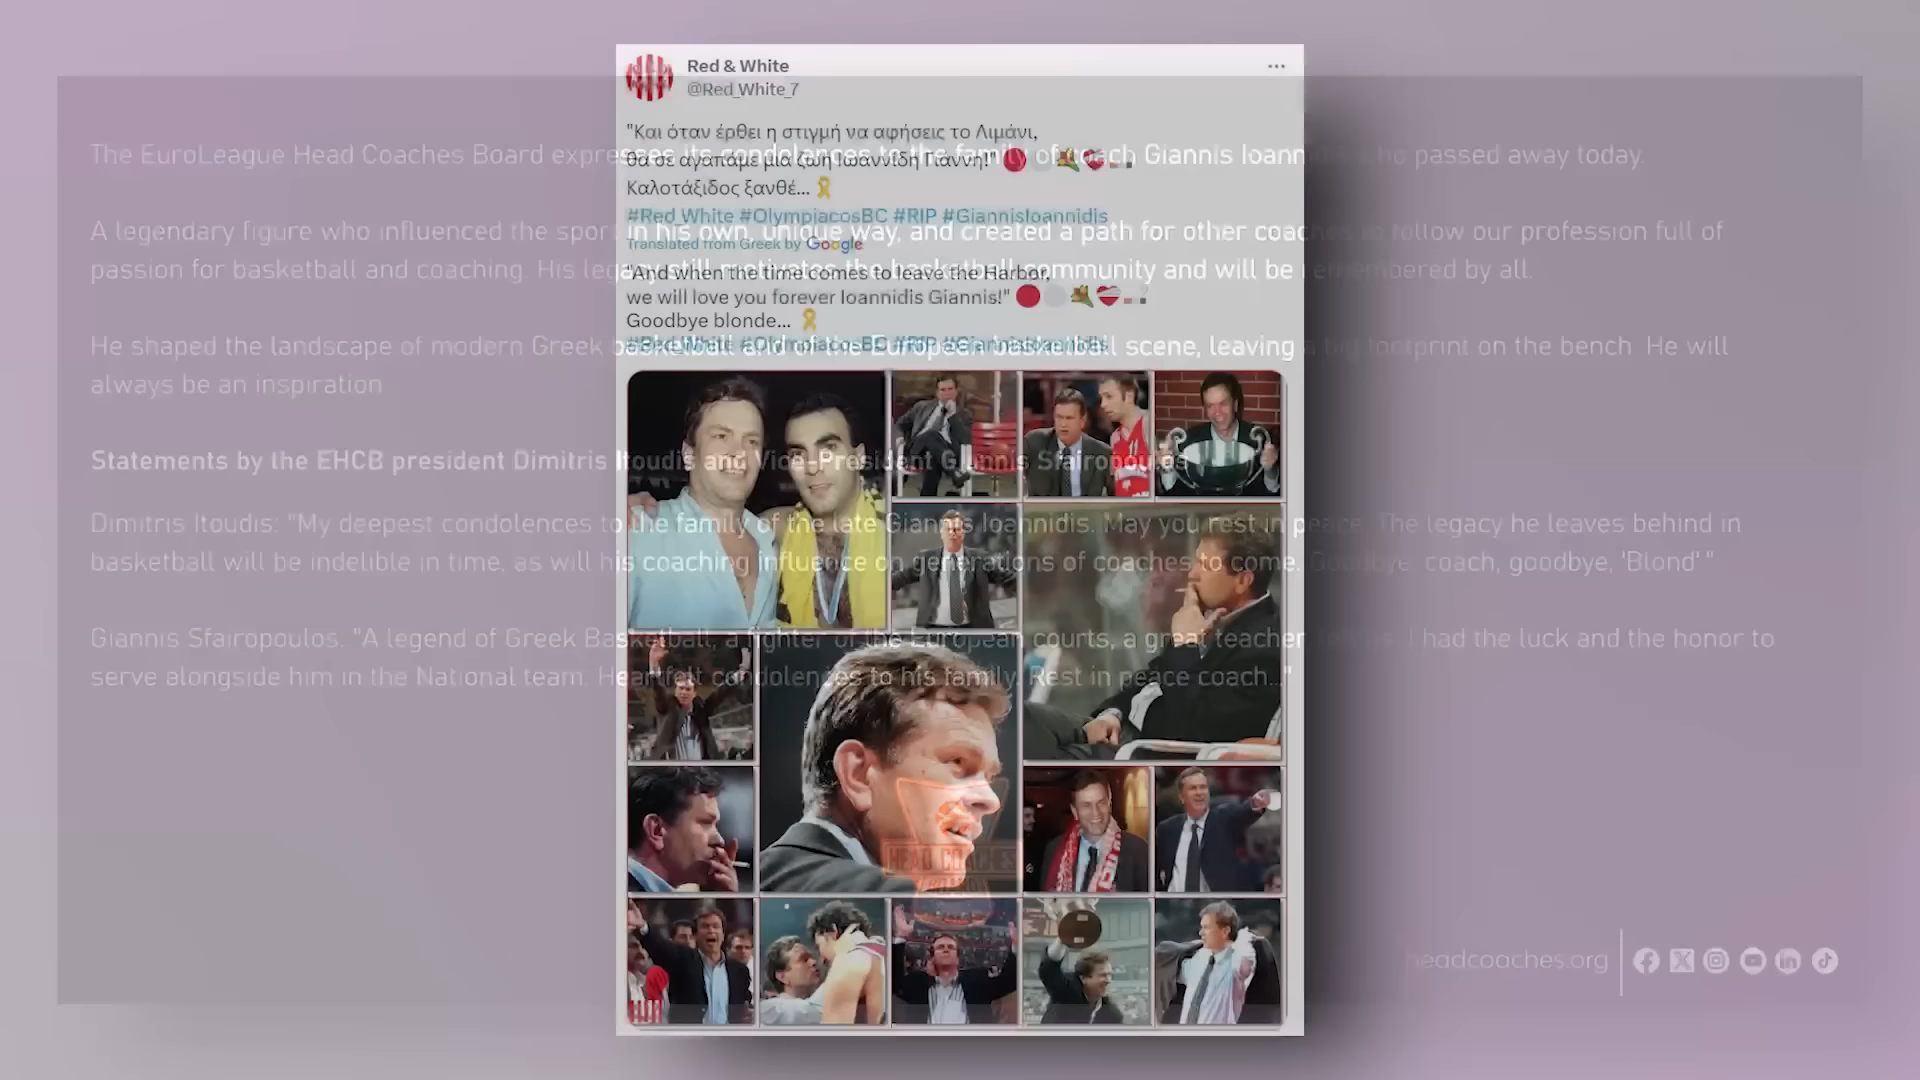 Red & White
@Red_White_7
"Και όταν έρθει η στιγμή να αφήσεις το Λιμάνι,
θα σε αγαπάμε μια ζωή Ιωαννίδη Γιάννη!"
Καλοτάξιδος ξανθέ...
#Red_White #OlympiacosBC #RIP #GiannisIoannidis
Translated from Greek by Google
"And when the time comes to leave the Harbor,
we will love you forever Ioannidis Giannis!"
Goodbye blonde...
#Red_White #OlympiacosBC #RIP #GiannisIoannidis
The EuroLeague Head Coaches Board expresses its condolences to the family of coach Giannis Ioann passed away today.
A legendary figure who influenced the sport in his own, unique way, and created a path for other coaches to follow our profession full of
passion for basketball and coaching. His legacy still motivates the basketball community and will be remembered by all.
He shaped the landscape of modern Greek basketball and of the European basketball scene, leaving a big footprint on the bench. He will
always be an inspiration
Statements by the EHCB president Dimitris Itoudis and Vice-President Giannis Sfairopoulos
Dimitris Itoudis: "My deepest condolences to the family of the late Giannis Ioannidis. May you rest in peace. The legacy he leaves behind in
basketball will be indelible in time, as will his coaching influence on generations of coaches to come. Goodbye, coach, goodbye, 'Blond'"
Giannis Sfairopoulos. "A legend of Greek Basketball, a fighter of the European courts, a great teacher I had the luck and the honor to
serve alongside him in the National team. Heartfelt condolences to his family. Rest in peace coach..."
HEAD COACHES
BOARD
headcoaches.org